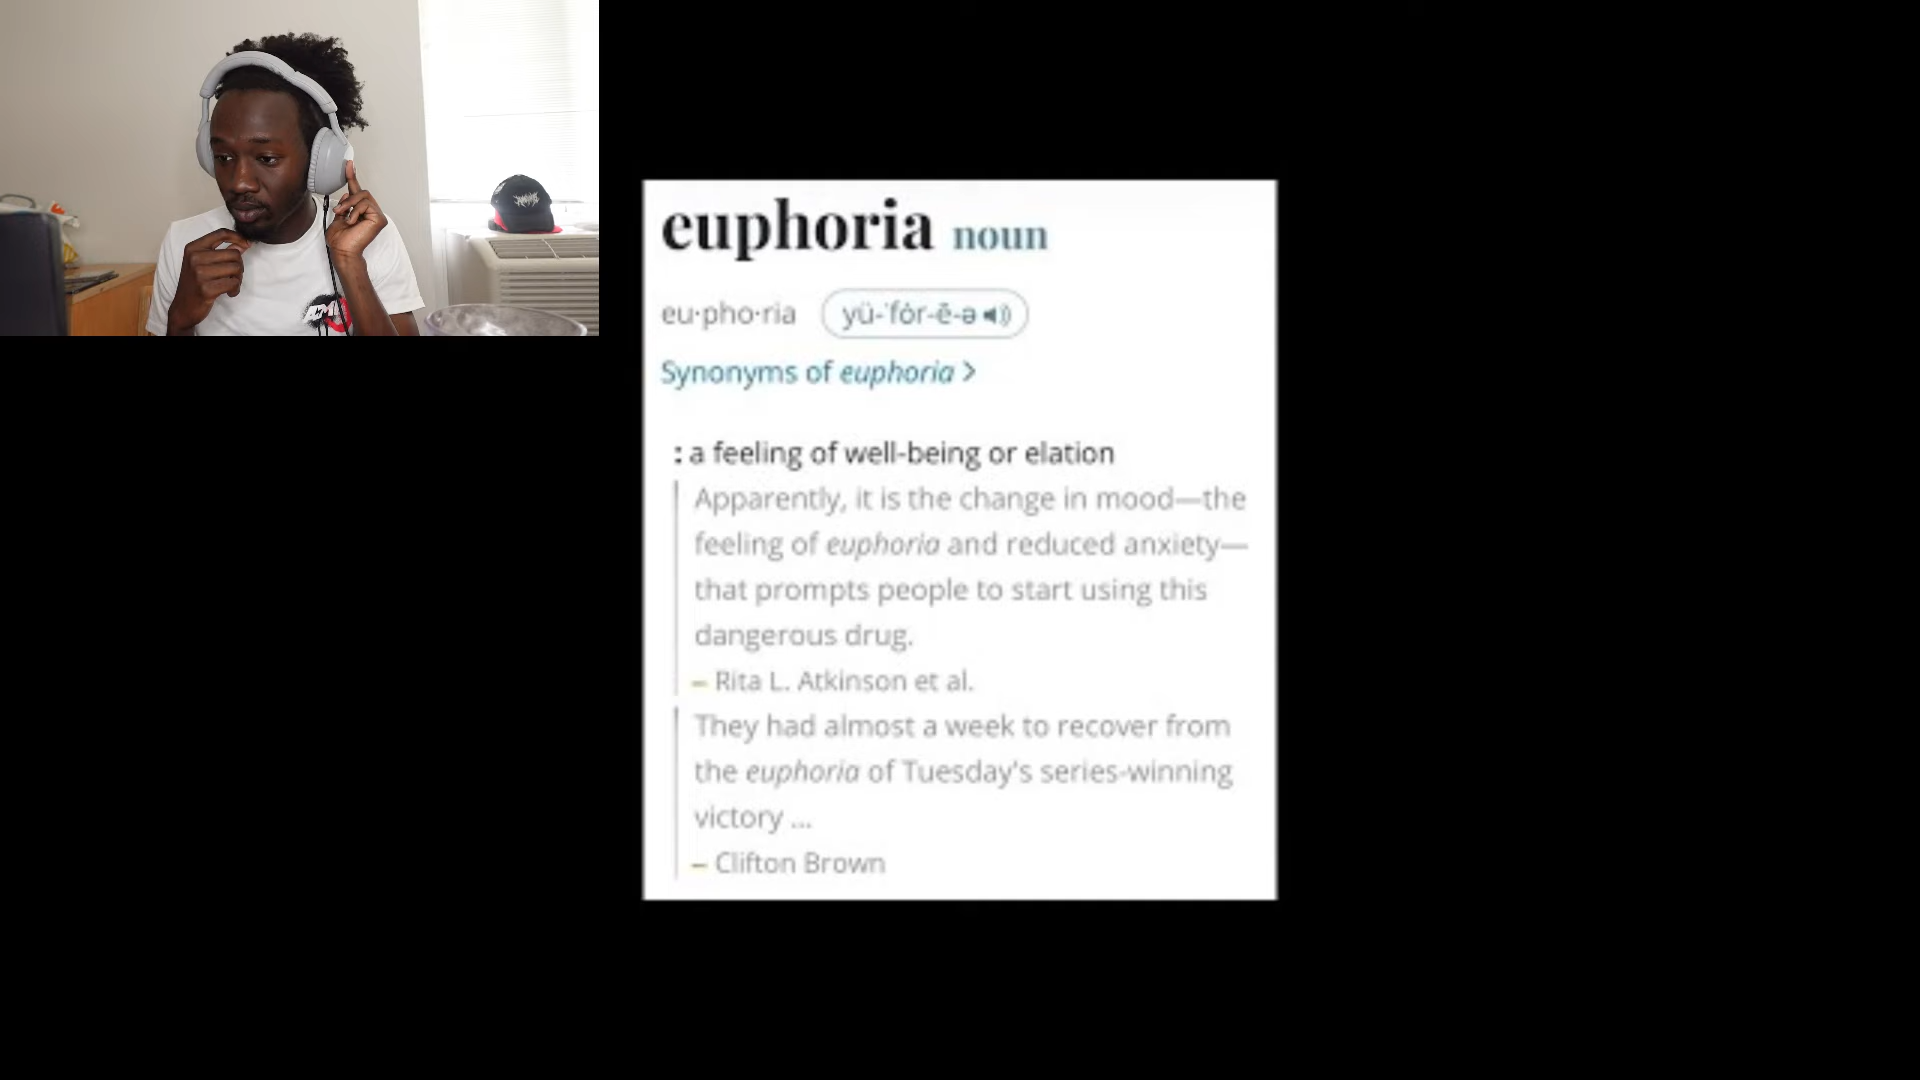 euphoria noun
eu·pho·ria yü-ˈfȯr-ē-ə
Synonyms of euphoria >
: a feeling of well-being or elation
Apparently, it is the change in mood—the
feeling of euphoria and reduced anxiety—
that prompts people to start using this
dangerous drug.
– Rita L. Atkinson et al.
They had almost a week to recover from
the euphoria of Tuesday's series-winning
victory ...
– Clifton Brown